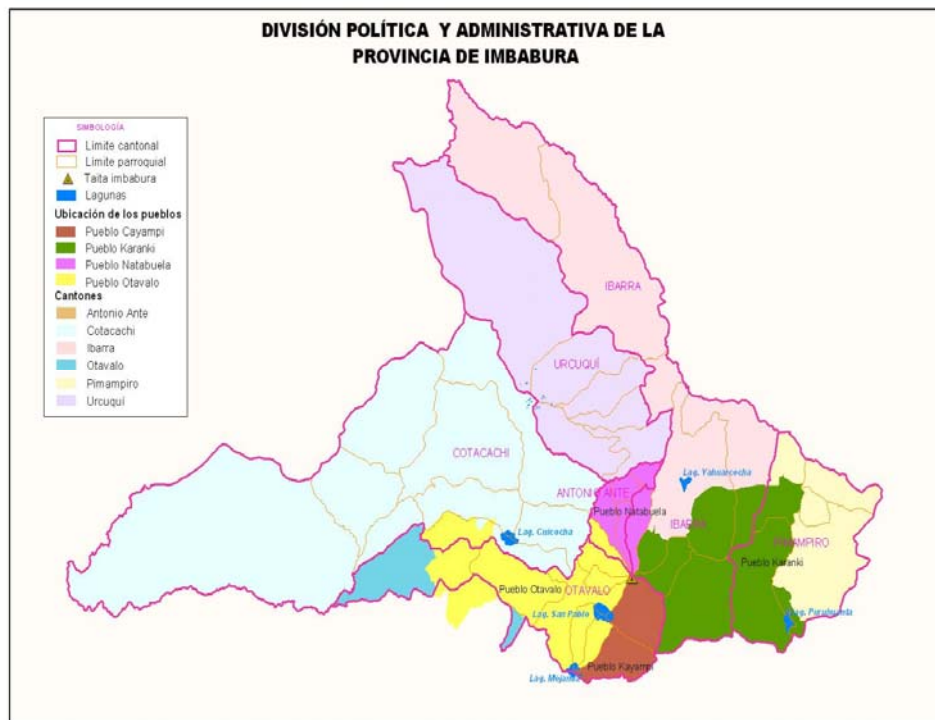 DIVISIÓN POLÍTICA Y ADMINISTRATIVA DE LA
PROVINCIA DE IMBABURA
SIMBOLOGÍA
Límite cantonal
Límite parroquial
Taita imbabura
Lagunas
Ubicación de los pueblos
Pueblo Cayampi
Pueblo Karanki
Pueblo Natabuela
Pueblo Otavalo
Cantones
Antonio Ante
Cotacachi
Ibarra
Otavalo
Pimampiro
Urcuquí
IBARRA
URCUQUÍ
COTACACHI
Lag. Yahuarcocha
ANTONIO ANTE
Pueblo Natabuela
IBARRA
Lag. Cuicocha
PIMAMPIRO
Pueblo Karanki
Pueblo Otavalo
OTAVALO
Lag. San Pablo
Lag. Puruhuanta
Pueblo Kayampi
Lag. Mojanda